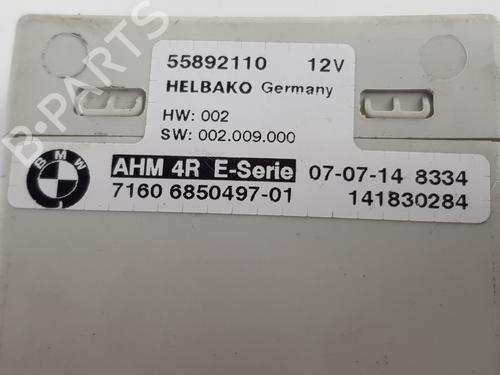 B-PARTS
55892110 12V
HELBAKO Germany
HW: 002
SW: 002.009.000
BMW
AHM 4R E-Serie 07-07-14 8334
7160 6850497-01 141830284